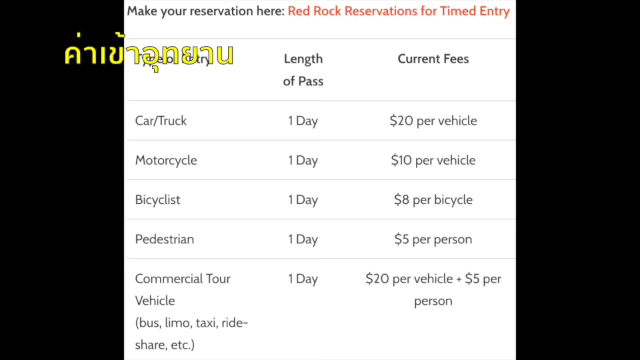 Make your reservation here: Red Rock Reservations for Timed Entry
ค่าเข้าอุทยาน
Type of Entry Length of Pass Current Fees
Car/Truck 1 Day $20 per vehicle
Motorcycle 1 Day $10 per vehicle
Bicyclist 1 Day $8 per bicycle
Pedestrian 1 Day $5 per person
Commercial Tour 1 Day $20 per vehicle + $5 per
Vehicle person
(bus, limo, taxi, ride-
share, etc.)